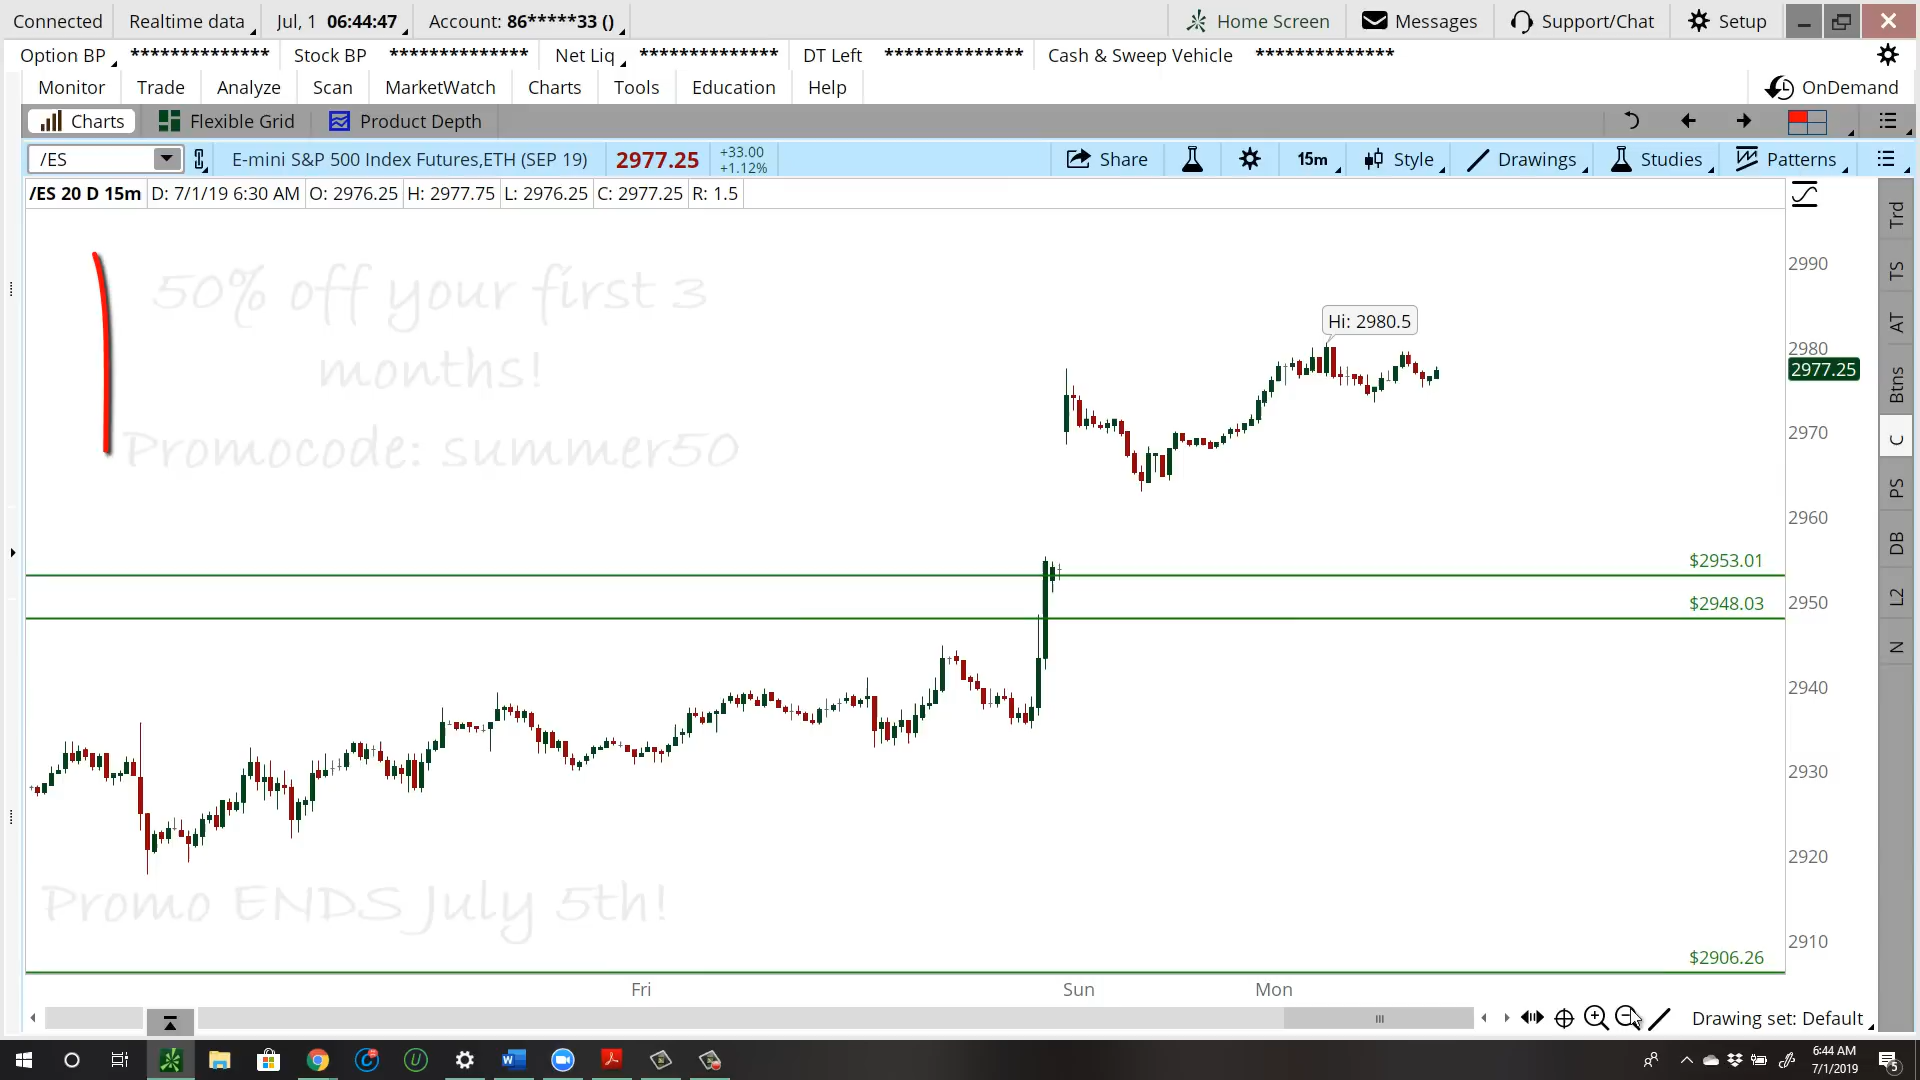 Connected Realtime data Jul, 1 06:44:47 Account: 86*****33 () Home Screen Messages Support/Chat Setup
Option BP ************** Stock BP ************** Net Liq ************** DT Left ************** Cash & Sweep Vehicle **************
Monitor Trade Analyze Scan MarketWatch Charts Tools Education Help OnDemand
Charts Flexible Grid Product Depth
/ES E-mini S&P 500 Index Futures,ETH (SEP 19) 2977.25 +33.00 +1.12% Share 15m Style Drawings Studies Patterns
/ES 20 D 15m D: 7/1/19 6:30 AM O: 2976.25 H: 2977.75 L: 2976.25 C: 2977.25 R: 1.5
50% off your first 3
months!
Promocode: summer50
Promo ENDS July 5th!
Hi: 2980.5
2990
2980
2977.25
2970
2960
$2953.01
2950
$2948.03
2940
2930
2920
2910
$2906.26
Trd
TS
AT
Btns
C
PS
DB
L2
N
Fri Sun Mon
Drawing set: Default
6:44 AM
7/1/2019
5